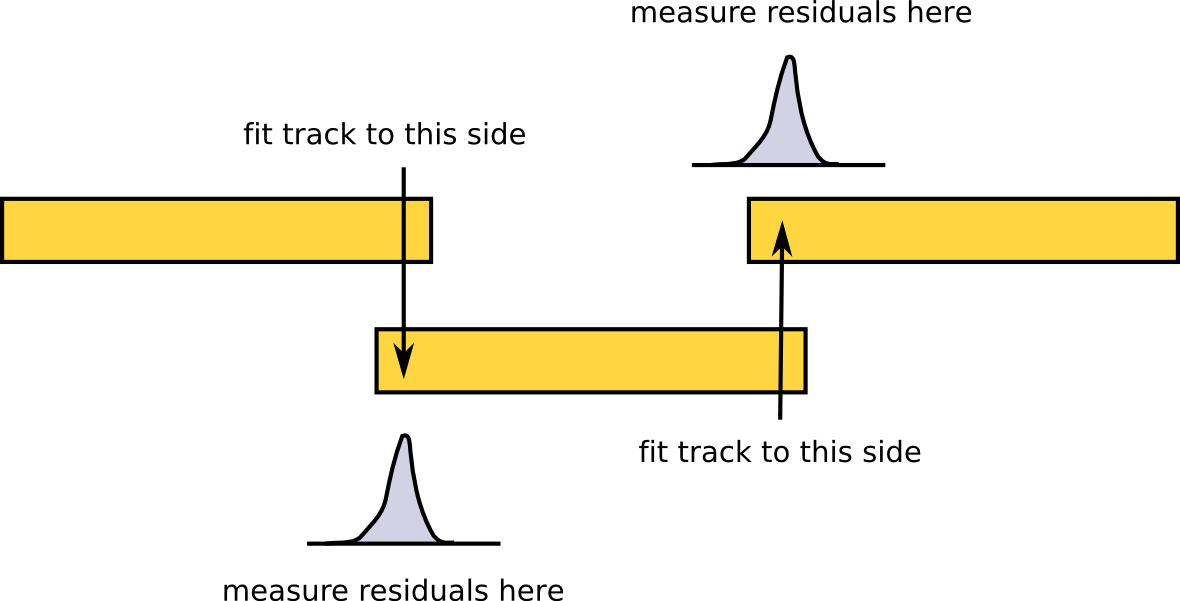 measure residuals here
fit track to this side
fit track to this side
measure residuals here